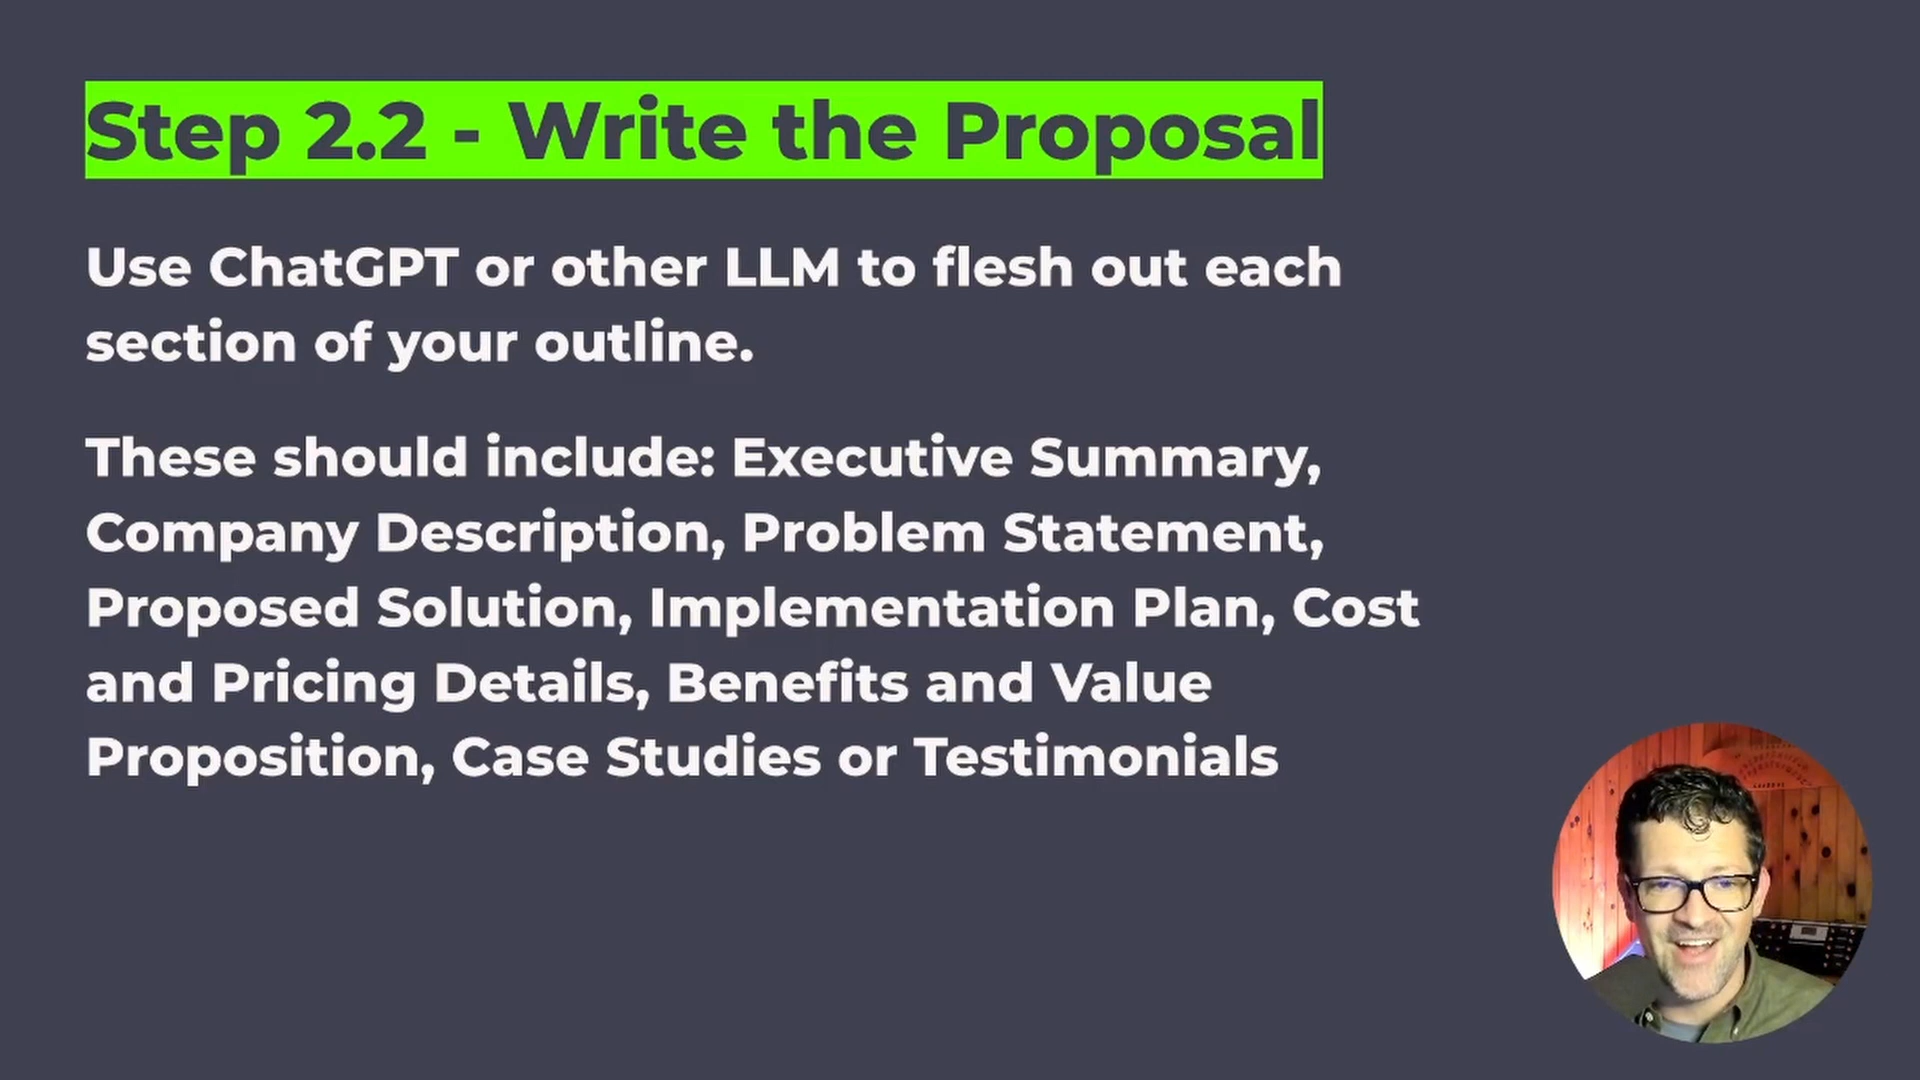 Step 2.2 - Write the Proposal
Use ChatGPT or other LLM to flesh out each
section of your outline.
These should include: Executive Summary,
Company Description, Problem Statement,
Proposed Solution, Implementation Plan, Cost
and Pricing Details, Benefits and Value
Proposition, Case Studies or Testimonials